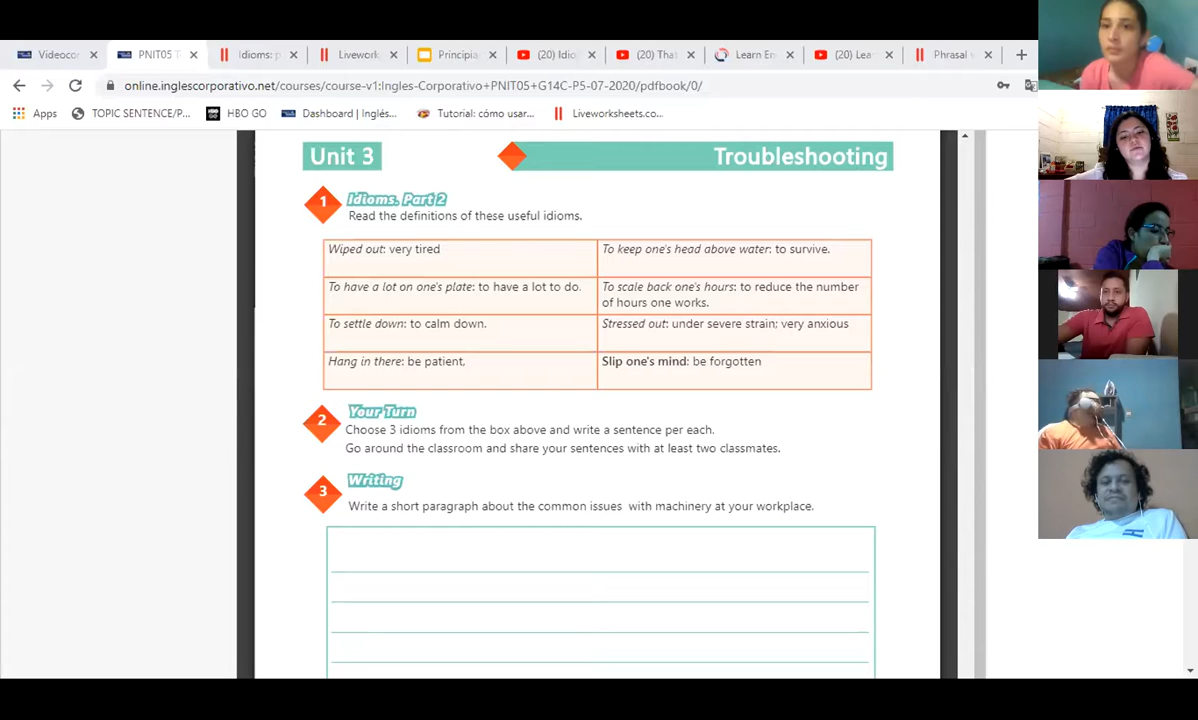 Videocor
PNIT05 T
Idioms: p
Livework
Principia
(20) Idio
(20) Tha
Learn En
(20) Lea
Phrasal v
online.inglescorporativo.net/courses/course-v1:Ingles-Corporativo+PNIT05+G14C-P5-07-2020/pdfbook/0/
Apps
TOPIC SENTENCE/P...
HBO GO
Dashboard | Inglés...
Tutorial: cómo usar...
Liveworksheets.co...
Unit 3
Troubleshooting
1
Idioms. Part 2
Read the definitions of these useful idioms.
Wiped out: very tired
To keep one's head above water: to survive.
To have a lot on one's plate: to have a lot to do.
To scale back one's hours: to reduce the number
of hours one works.
To settle down: to calm down.
Stressed out: under severe strain; very anxious
Hang in there: be patient,
Slip one's mind: be forgotten
2
Your Turn
Choose 3 idioms from the box above and write a sentence per each.
Go around the classroom and share your sentences with at least two classmates.
3
Writing
Write a short paragraph about the common issues with machinery at your workplace.